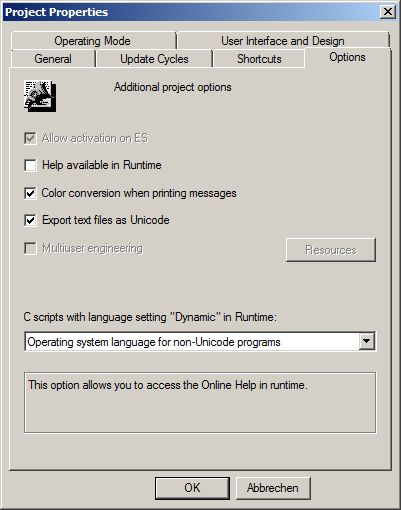 Project Properties
Operating Mode
User Interface and Design
General
Update Cycles
Shortcuts
Options
Additional project options
Allow activation on ES
Help available in Runtime
Color conversion when printing messages
Export text files as Unicode
Multiuser engineering
Resources
C scripts with language setting "Dynamic" in Runtime:
Operating system language for non-Unicode programs
This option allows you to access the Online Help in runtime.
OK
Abbrechen